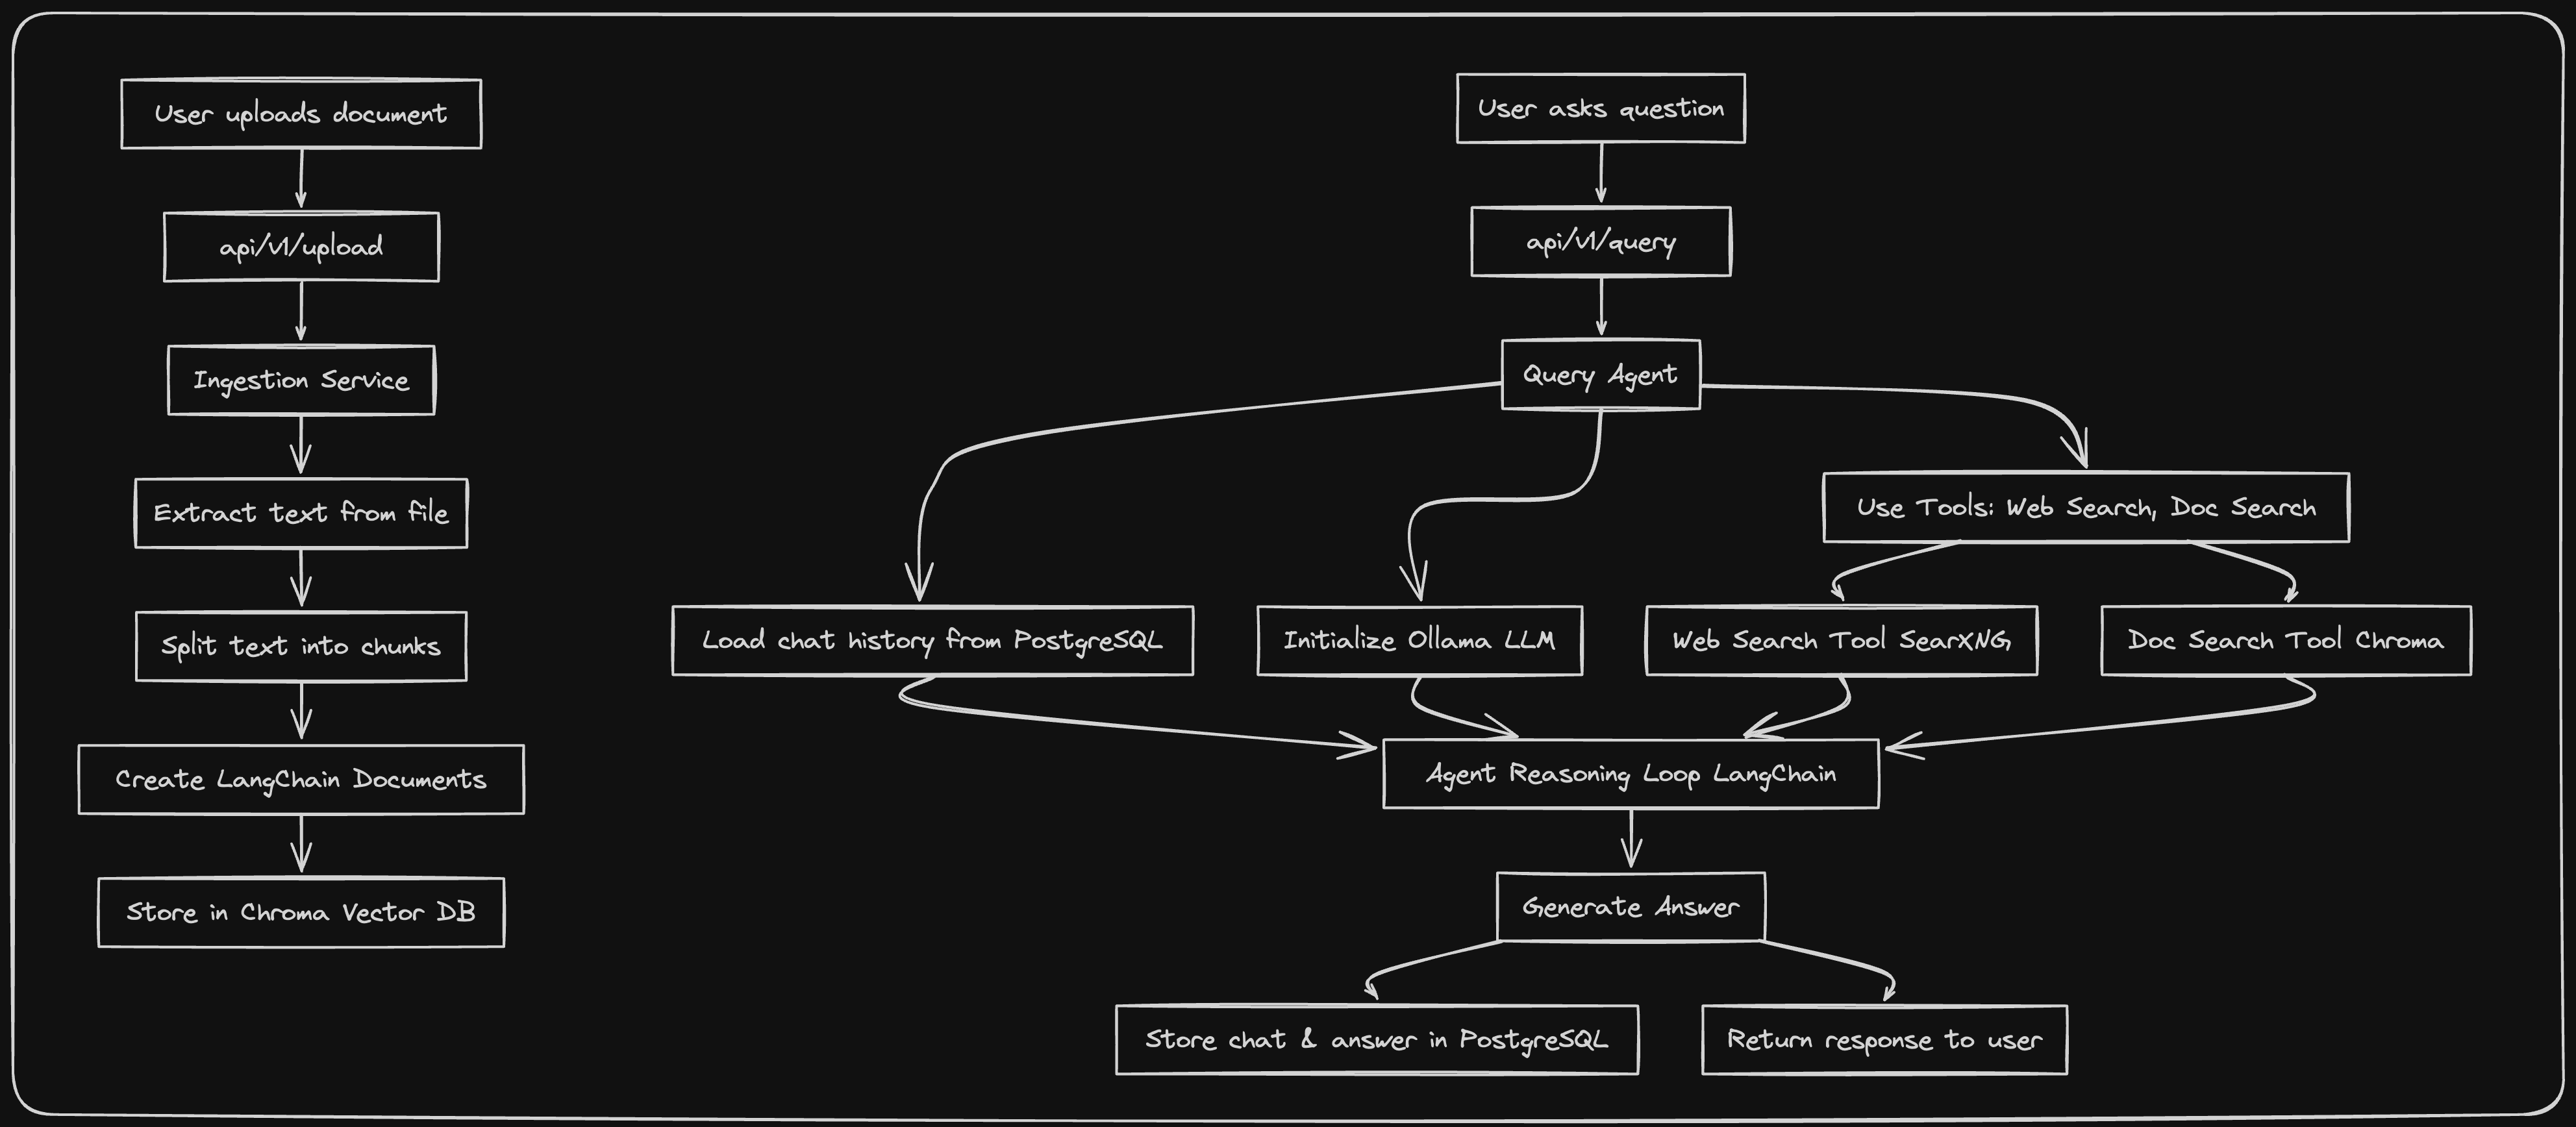 User uploads document
api/v1/upload
Ingestion Service
Extract text from file
Split text into chunks
Create LangChain Documents
Store in Chroma Vector DB
User asks question
api/v1/query
Query Agent
Use Tools: Web Search, Doc Search
Load chat history from PostgreSQL
Initialize Ollama LLM
Web Search Tool SearXNG
Doc Search Tool Chroma
Agent Reasoning Loop LangChain
Generate Answer
Store chat & answer in PostgreSQL
Return response to user